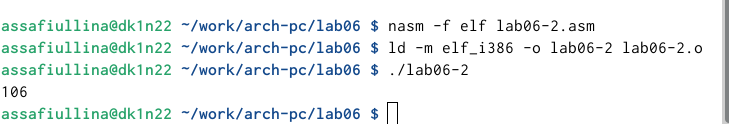 assafiullina@dk1n22 ~/work/arch-pc/lab06 $ nasm -f elf lab06-2.asm
assafiullina@dk1n22 ~/work/arch-pc/lab06 $ ld -m elf_i386 -o lab06-2 lab06-2.o
assafiullina@dk1n22 ~/work/arch-pc/lab06 $ ./lab06-2
106
assafiullina@dk1n22 ~/work/arch-pc/lab06 $